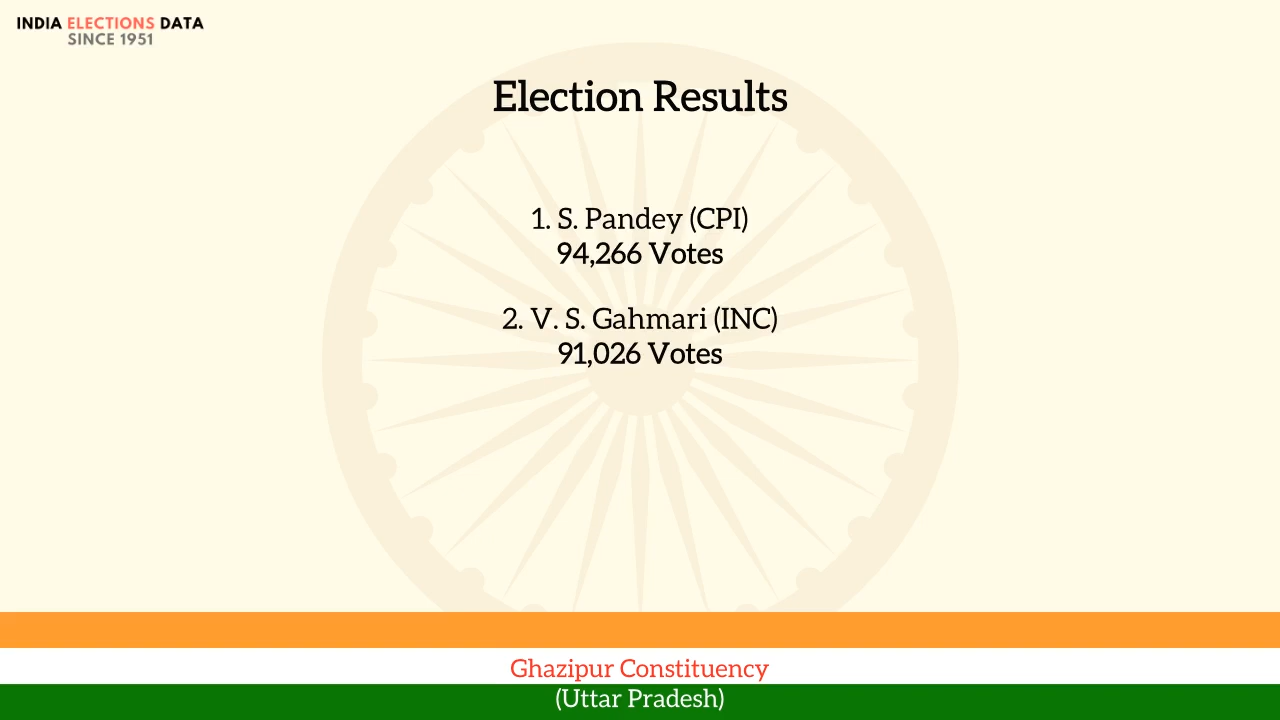 INDIA ELECTIONS DATA
SINCE 1951
Election Results
1. S. Pandey (CPI)
94,266 Votes
2. V. S. Gahmari (INC)
91,026 Votes
Ghazipur Constituency
(Uttar Pradesh)